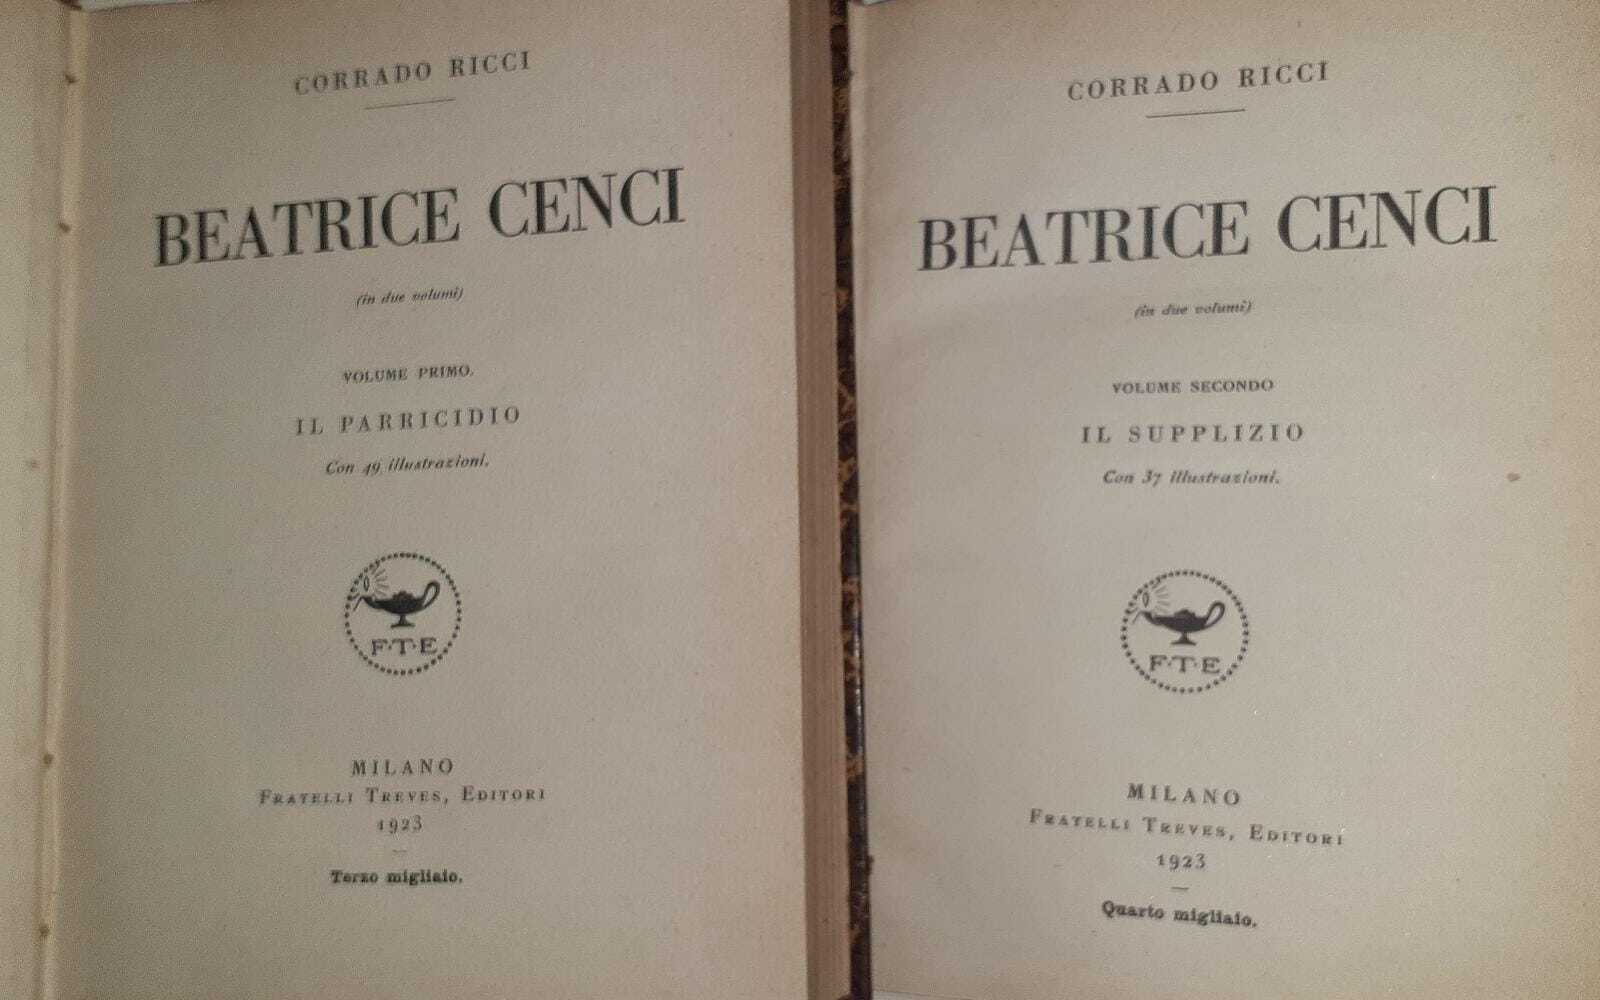 CORRADO RICCI
BEATRICE CENCI
(in due volumi)
VOLUME PRIMO.
IL PARRICIDIO
Con 49 illustrazioni.
F·T·E
MILANO
FRATELLI TREVES, EDITORI
1923
Terzo migliaio.
CORRADO RICCI
BEATRICE CENCI
(in due volumi)
VOLUME SECONDO
IL SUPPLIZIO
Con 37 illustrazioni.
F·T·E
MILANO
FRATELLI TREVES, EDITORI
1923
Quarto migliaio.